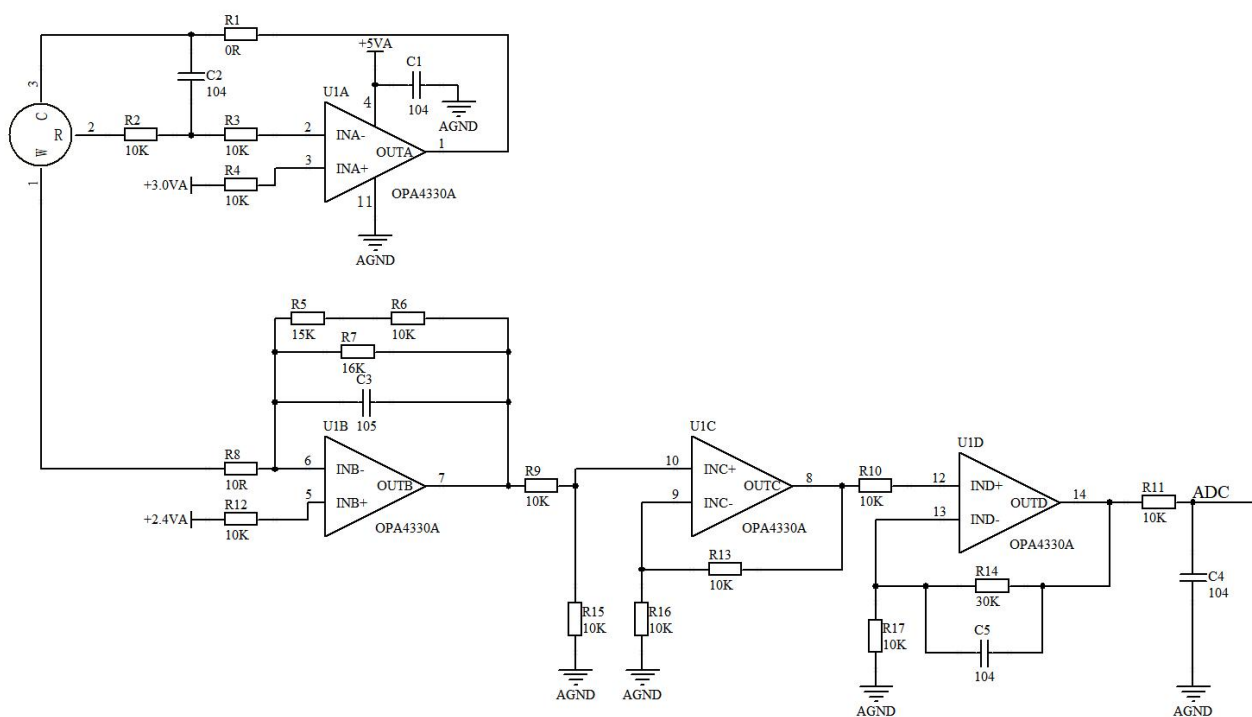 R1
0R
+5VA
C1
104
AGND
3
C2
104
U1A
4
C
R
W
2
R2
10K
R3
10K
2
INA-
OUTA
1
3
INA+
+3.0VA
R4
10K
11
OPA4330A
AGND
1
R5
15K
R6
10K
R7
16K
C3
105
U1B
R8
10R
6
INB-
OUTB
7
5
INB+
+2.4VA
R12
10K
OPA4330A
R9
10K
U1C
10
INC+
OUTC
8
9
INC-
OPA4330A
R13
10K
R15
10K
AGND
R16
10K
AGND
R10
10K
U1D
12
IND+
OUTD
14
13
IND-
OPA4330A
R14
30K
C5
104
R17
10K
AGND
R11
10K
ADC
C4
104
AGND